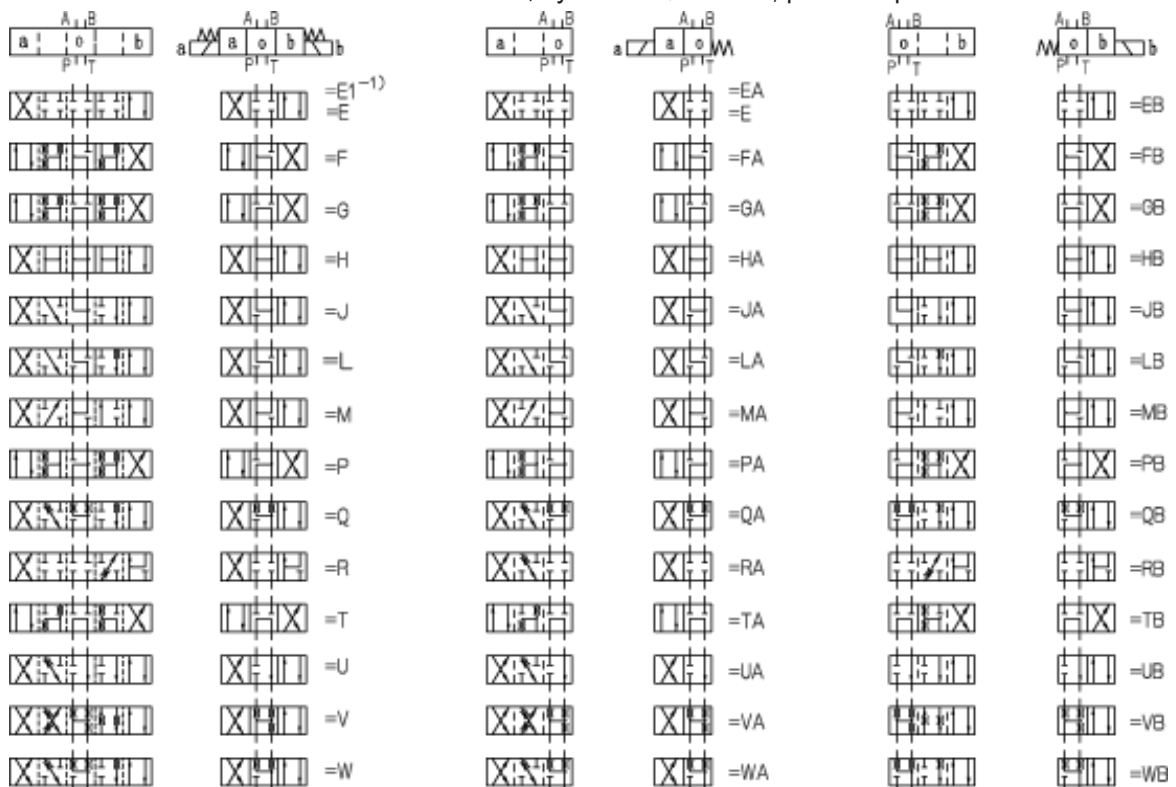 A B A B A B A B A B A B
a o b a a o b b a o a a o o b o b b
P T P T P T P T P T P T
=E1⁻¹⁾ =EA
=E =E =EB
=F =FA =FB
=G =GA =GB
=H =HA =HB
=J =JA =JB
=L =LA =LB
=M =MA =MB
=P =PA =PB
=Q =QA =QB
=R =RA =RB
=T =TA =TB
=U =UA =UB
=V =VA =VB
=W =WA =WB